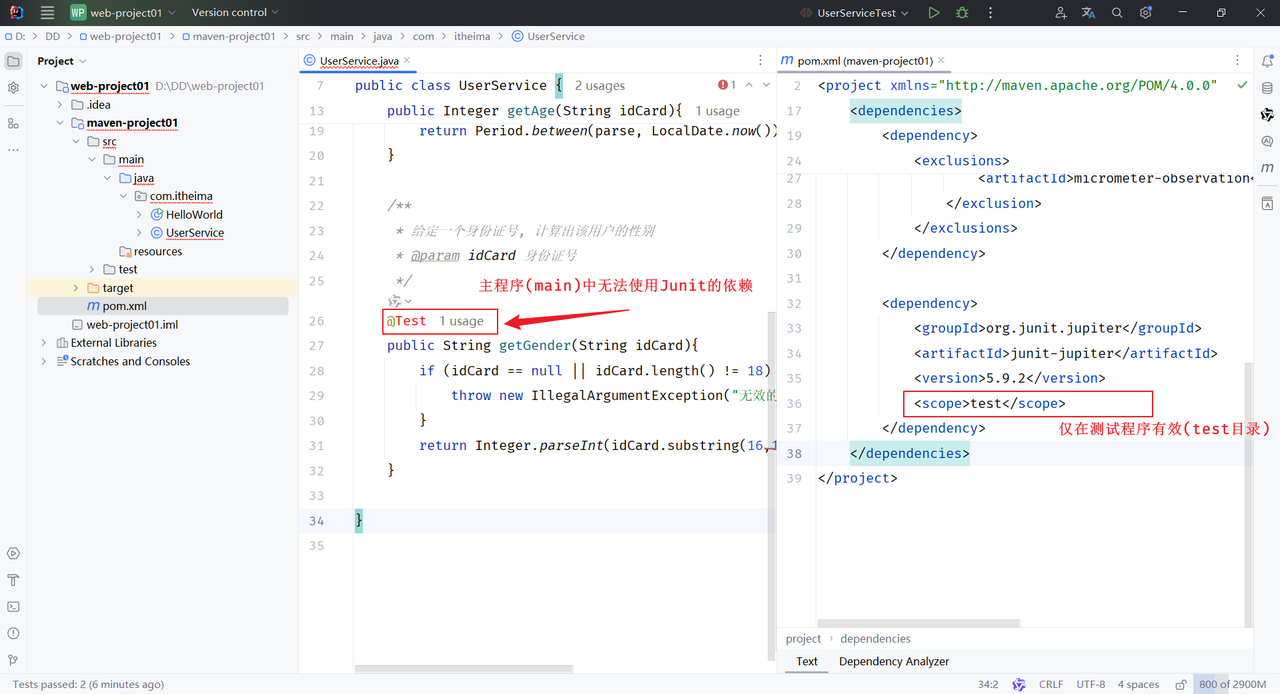 WP web-project01 Version control UserServiceTest
D: DD web-project01 maven-project01 src main java com itheima UserService
Project
web-project01 D:\DD\web-project01
.idea
maven-project01
src
main
java
com.itheima
HelloWorld
UserService
resources
test
target
pom.xml
web-project01.iml
External Libraries
Scratches and Consoles
UserService.java
7 public class UserService { 2 usages
1
13 public Integer getAge(String idCard){ 1 usage
19 return Period.between(parse, LocalDate.now())
20 }
21
22 /**
23 * 给定一个身份证号, 计算出该用户的性别
24 * @param idCard 身份证号
25 */
主程序(main)中无法使用Junit的依赖
26 @Test 1 usage
27 public String getGender(String idCard){
28 if (idCard == null || idCard.length() != 18)
29 throw new IllegalArgumentException("无效的
30 }
31 return Integer.parseInt(idCard.substring(16,
32 }
33
34 }
35
pom.xml (maven-project01)
2 <project xmlns="http://maven.apache.org/POM/4.0.0"
17 <dependencies>
19 <dependency>
24 <exclusions>
27 <artifactId>micrometer-observation<
28 </exclusion>
29 </exclusions>
30 </dependency>
31
32 <dependency>
33 <groupId>org.junit.jupiter</groupId>
34 <artifactId>junit-jupiter</artifactId>
35 <version>5.9.2</version>
36 <scope>test</scope>
37 </dependency>
仅在测试程序有效(test目录)
38 </dependencies>
39 </project>
project dependencies
Text Dependency Analyzer
Tests passed: 2 (6 minutes ago)
34:2 CRLF UTF-8 4 spaces 800 of 2900M